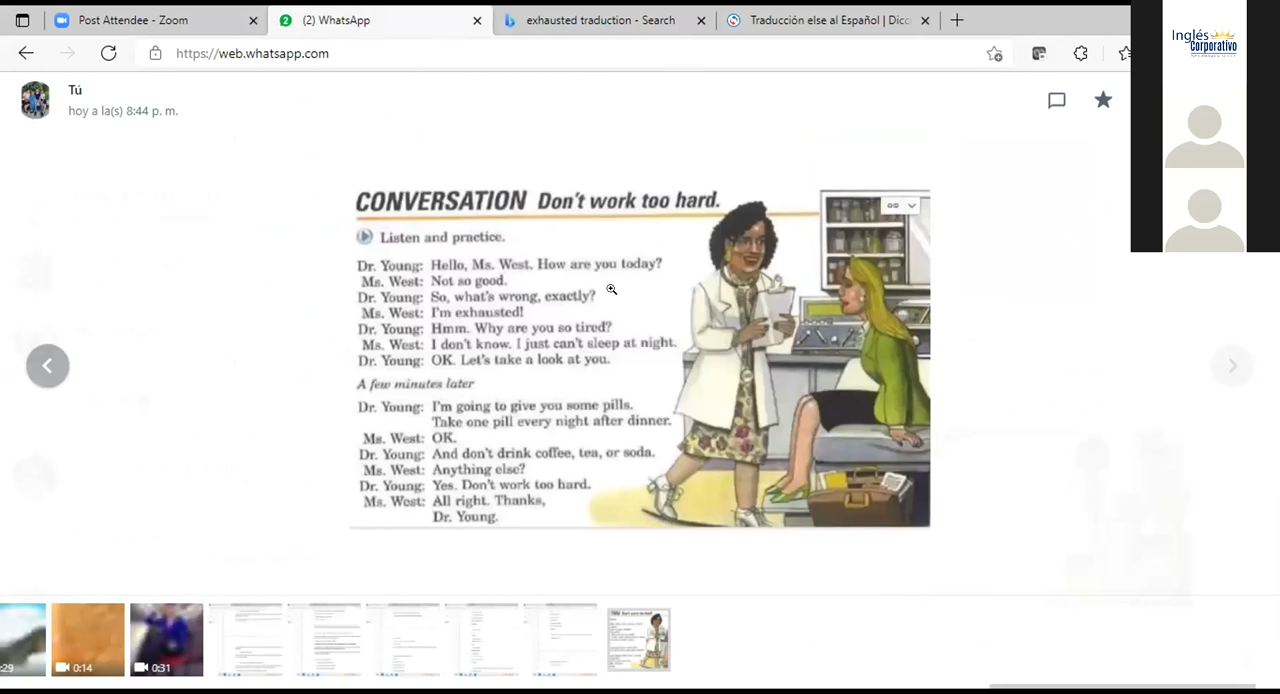 Post Attendee - Zoom
(2) WhatsApp
exhausted traduction - Search
Traducción else al Español | Dicc
https://web.whatsapp.com
Inglés
Corporativo
Tú
hoy a la(s) 8:44 p. m.
CONVERSATION Don't work too hard.
Listen and practice.
Dr. Young: Hello, Ms. West. How are you today?
Ms. West: Not so good.
Dr. Young: So, what's wrong, exactly?
Ms. West: I'm exhausted!
Dr. Young: Hmm. Why are you so tired?
Ms. West: I don't know. I just can't sleep at night.
Dr. Young: OK. Let's take a look at you.
A few minutes later
Dr. Young: I'm going to give you some pills.
Take one pill every night after dinner.
Ms. West: OK.
Dr. Young: And don't drink coffee, tea, or soda.
Ms. West: Anything else?
Dr. Young: Yes. Don't work too hard.
Ms. West: All right. Thanks,
Dr. Young.
:29
0:14
0:31